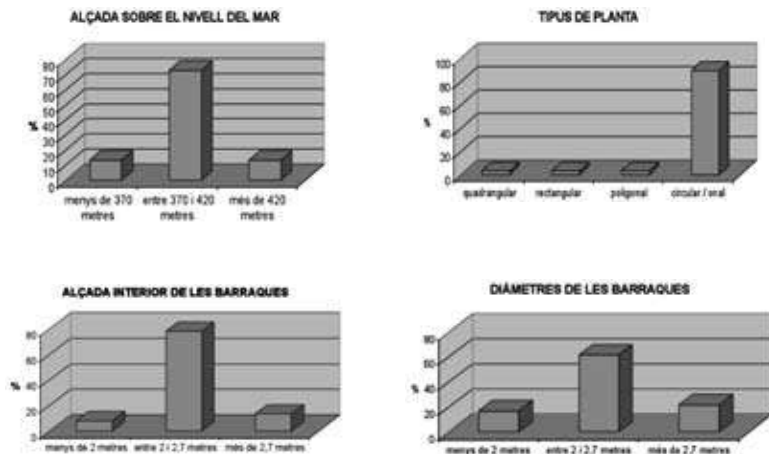 ALÇADA SOBRE EL NIVELL DEL MAR
80
70
60
50
40
30
20
10
0
%
menys de 370 metres
entre 370 i 420 metres
més de 420 metres
TIPUS DE PLANTA
100
80
60
40
20
0
%
quadrangular
rectangular
poligonal
circular / oval
ALÇADA INTERIOR DE LES BARRAQUES
80
60
40
20
0
%
menys de 2 metres
entre 2 i 2,7 metres
més de 2,7 metres
DIÀMETRES DE LES BARRAQUES
80
60
40
20
0
%
menys de 2 metres
entre 2 i 2,7 metres
més de 2,7 metres